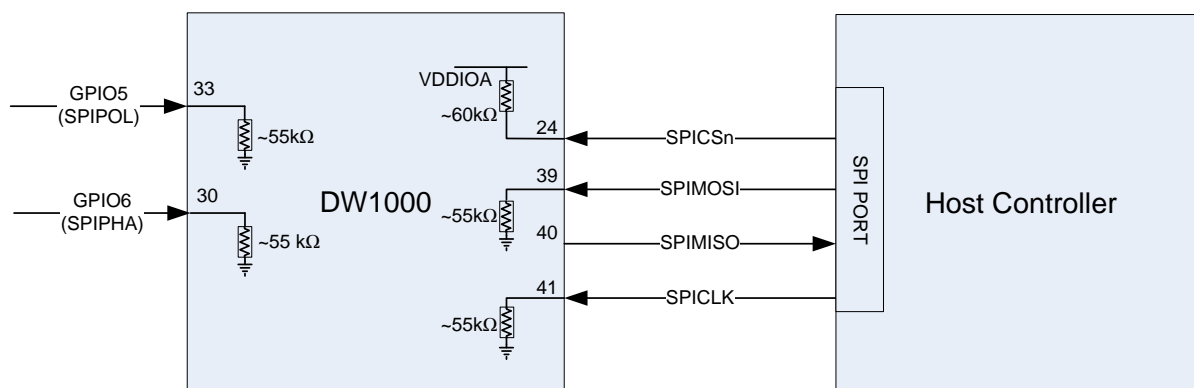 GPIO5
(SPIPOL)
33
~55kΩ
GPIO6
(SPIPHA)
30
~55 kΩ
DW1000
VDDIOA
~60kΩ
24
SPICSn
39
~55kΩ
SPIMOSI
40
SPIMISO
41
~55kΩ
SPICLK
SPI PORT
Host Controller